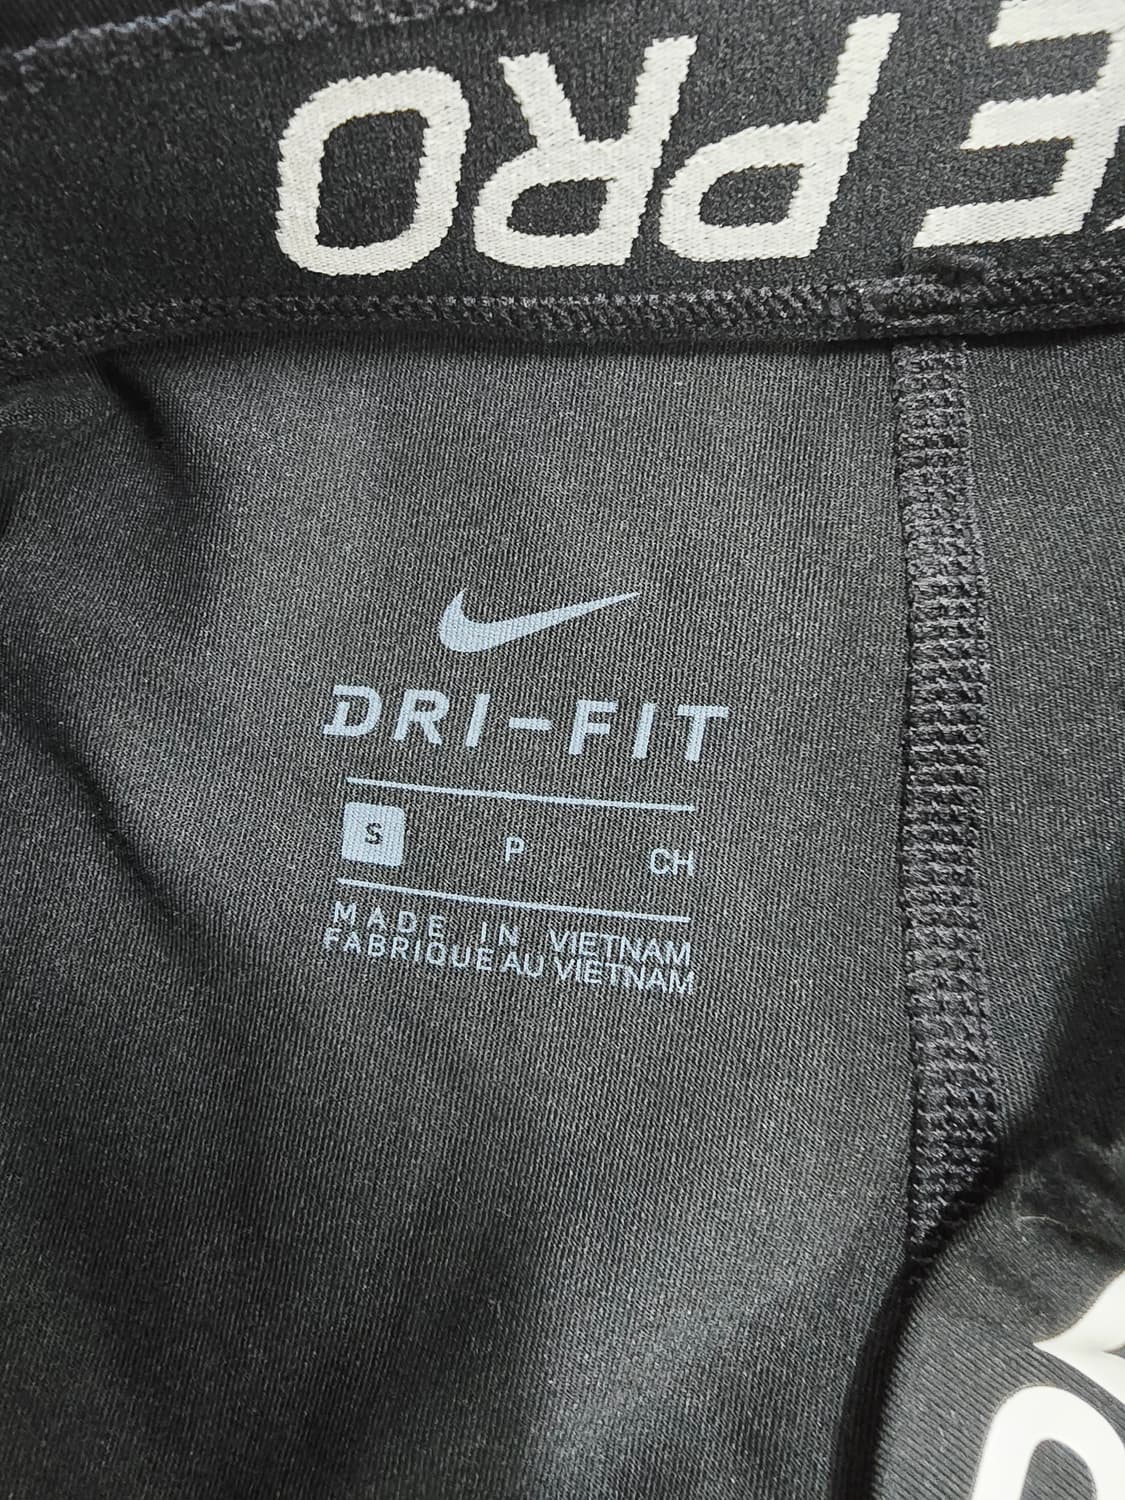 E PRO
DRI-FIT
S P CH
MADE IN VIETNAM
FABRIQUE AU VIETNAM